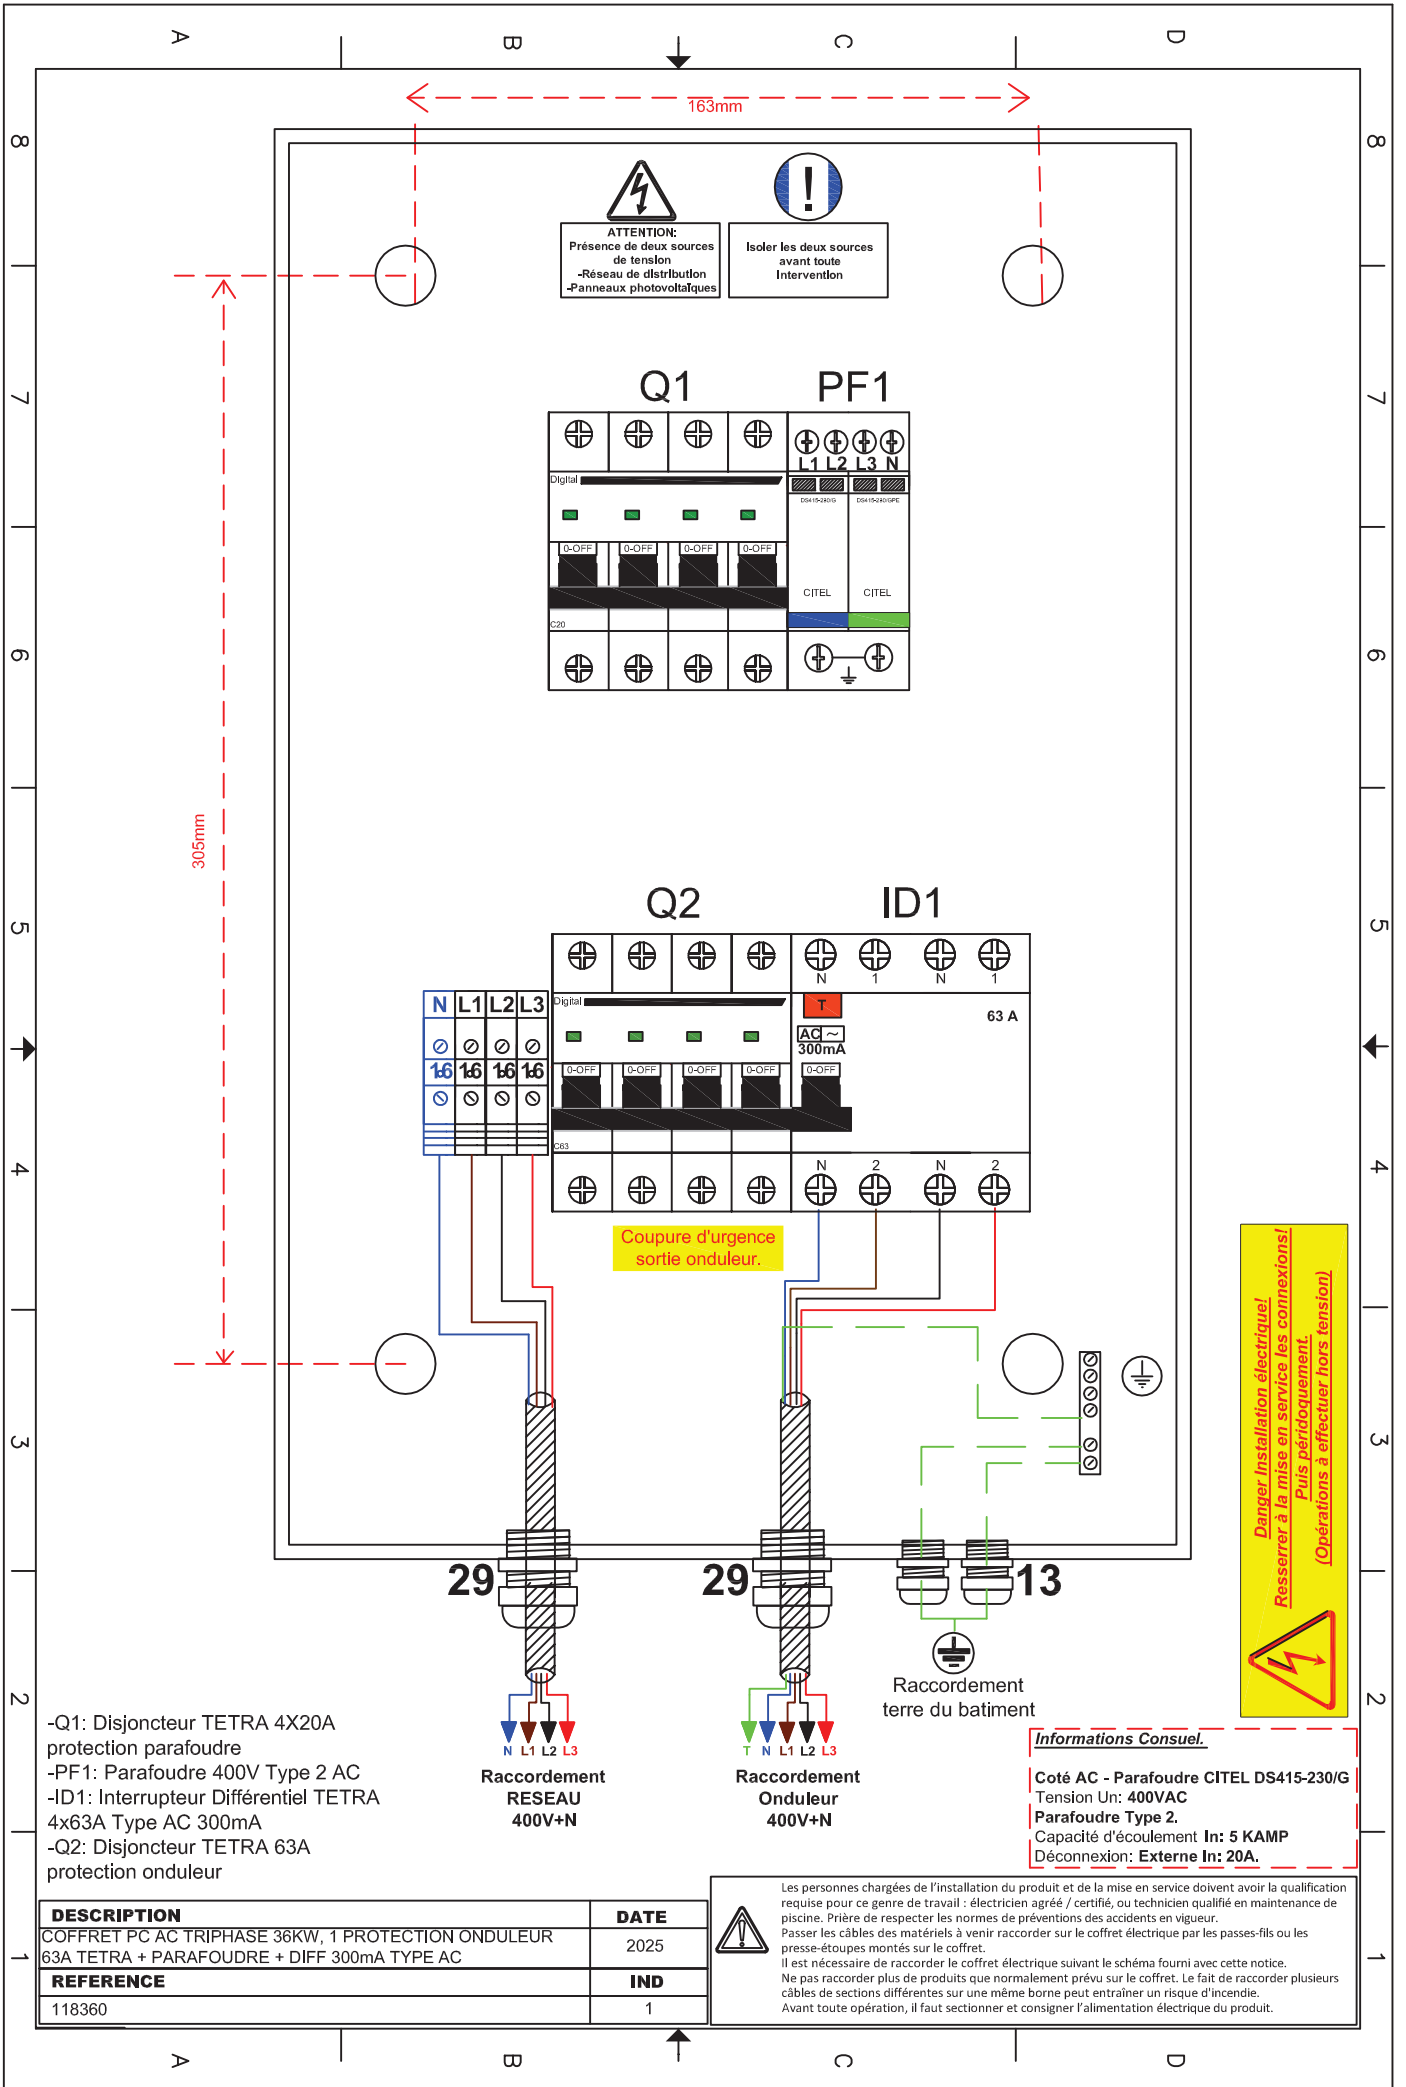 A
B
C
D
163mm
8
8
ATTENTION:
Présence de deux sources
de tension
-Réseau de distribution
-Panneaux photovoltaïques
!
Isoler les deux sources
avant toute
Intervention
7
7
Q1
PF1
L1 L2 L3 N
Digital
DS415-230/G
DS415-230/GPE
0-OFF
0-OFF
0-OFF
0-OFF
CITEL
CITEL
C20
6
6
305mm
5
5
Q2
ID1
N
1
N
1
N
L1
L2
L3
Digital
T
63 A
AC
300mA
16
16
16
16
0-OFF
0-OFF
0-OFF
0-OFF
0-OFF
C63
4
4
N
2
N
2
Coupure d'urgence
sortie onduleur.
Danger Installation électrique!
Resserrer à la mise en service les connexions!
Puis péridoquement.
(Opérations à effectuer hors tension)
3
3
29
29
13
Raccordement
terre du batiment
2
2
N L1 L2 L3
Raccordement
RESEAU
400V+N
T N L1 L2 L3
Raccordement
Onduleur
400V+N
-Q1: Disjoncteur TETRA 4X20A
protection parafoudre
-PF1: Parafoudre 400V Type 2 AC
-ID1: Interrupteur Différentiel TETRA
4x63A Type AC 300mA
-Q2: Disjoncteur TETRA 63A
protection onduleur
Informations Consuel.
Coté AC - Parafoudre CITEL DS415-230/G
Tension Un: 400VAC
Parafoudre Type 2.
Capacité d'écoulement In: 5 KAMP
Déconnexion: Externe In: 20A.
1
1
DESCRIPTION
DATE
COFFRET PC AC TRIPHASE 36KW, 1 PROTECTION ONDULEUR
63A TETRA + PARAFOUDRE + DIFF 300mA TYPE AC
2025
REFERENCE
IND
118360
1
Les personnes chargées de l'installation du produit et de la mise en service doivent avoir la qualification
requise pour ce genre de travail : électricien agréé / certifié, ou technicien qualifié en maintenance de
piscine. Prière de respecter les normes de préventions des accidents en vigueur.
Passer les câbles des matériels à venir raccorder sur le coffret électrique par les passes-fils ou les
presse-étoupes montés sur le coffret.
Il est nécessaire de raccorder le coffret électrique suivant le schéma fourni avec cette notice.
Ne pas raccorder plus de produits que normalement prévu sur le coffret. Le fait de raccorder plusieurs
câbles de sections différentes sur une même borne peut entraîner un risque d'incendie.
Avant toute opération, il faut sectionner et consigner l'alimentation électrique du produit.
A
B
C
D